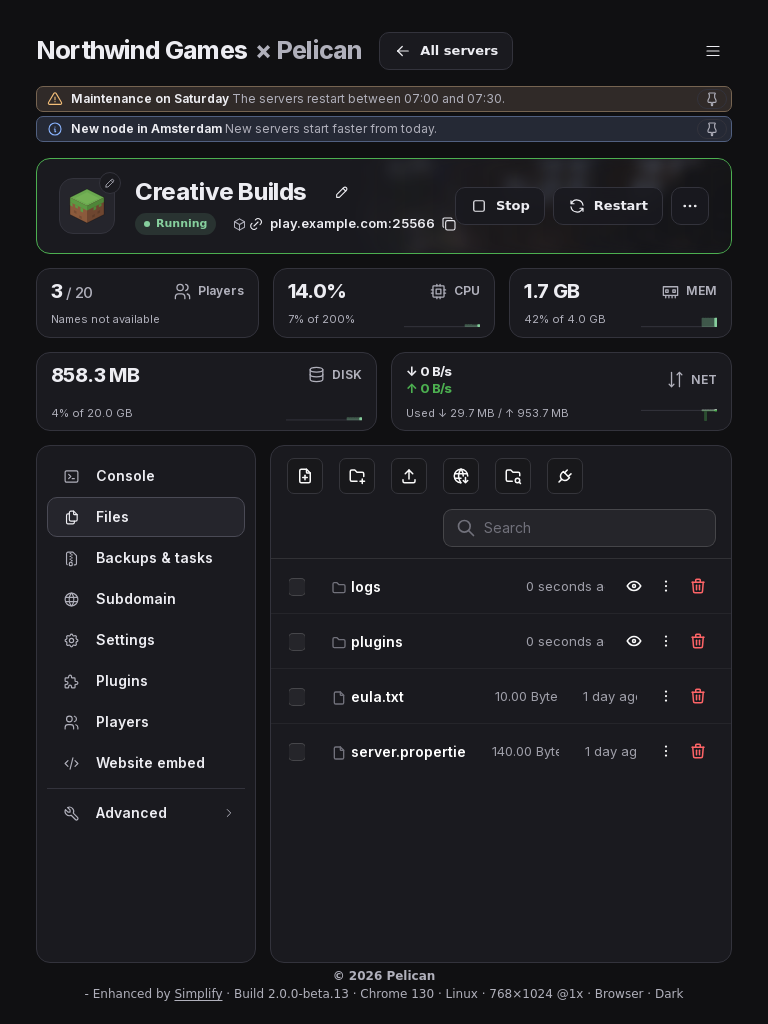 Northwind Games × Pelican All servers
Maintenance on Saturday The servers restart between 07:00 and 07:30.
New node in Amsterdam New servers start faster from today.
Creative Builds
Running play.example.com:25566
Stop Restart
3 / 20 Players
Names not available
14.0% CPU
7% of 200%
1.7 GB MEM
42% of 4.0 GB
858.3 MB DISK
4% of 20.0 GB
↓ 0 B/s
↑ 0 B/s
NET
Used ↓ 29.7 MB / ↑ 953.7 MB
Console
Files
Backups & tasks
Subdomain
Settings
Plugins
Players
Website embed
Advanced
Search
logs 0 seconds a
plugins 0 seconds a
eula.txt 10.00 Byte 1 day ago
server.propertie 140.00 Byte 1 day ag
© 2026 Pelican
- Enhanced by Simplify · Build 2.0.0-beta.13 · Chrome 130 · Linux · 768×1024 @1x · Browser · Dark